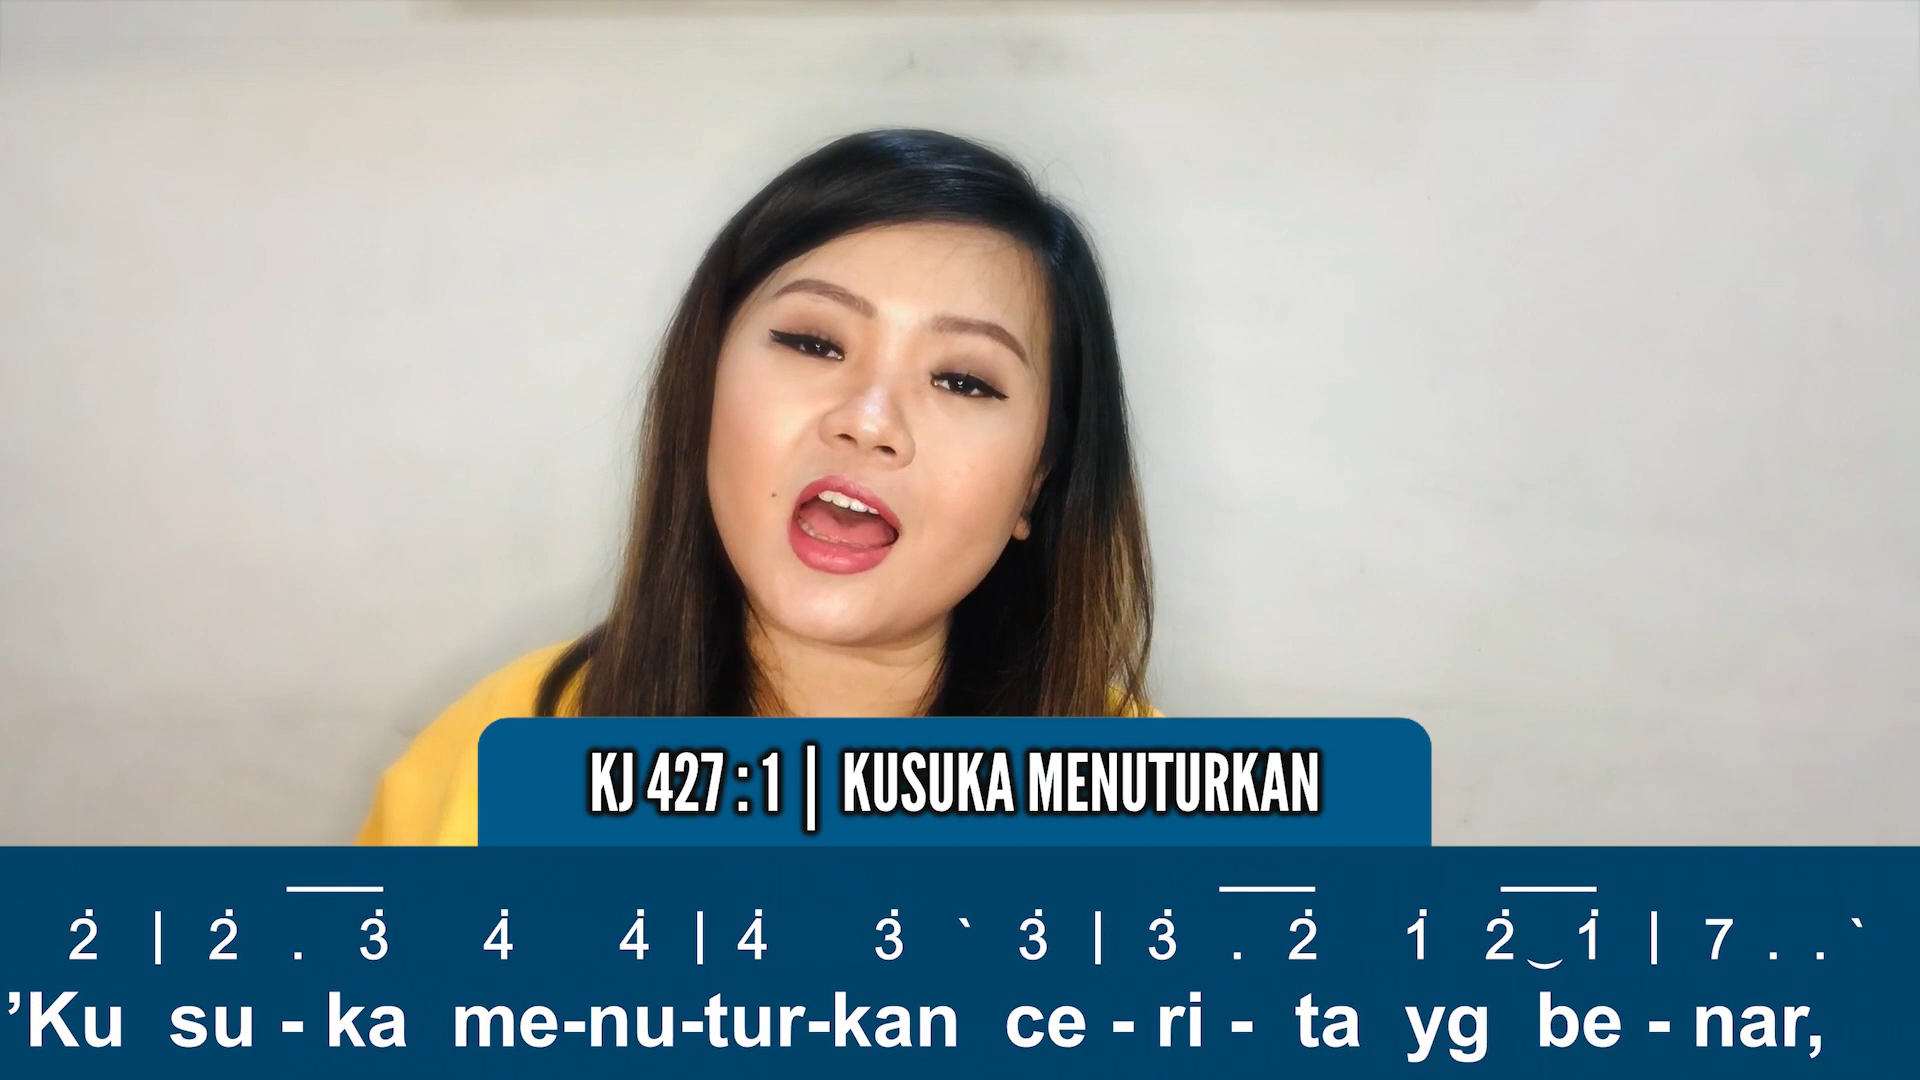 KJ 427 : 1 | KUSUKA MENUTURKAN
2̇ | 2̇ . 3̇ 4̇ 4̇ | 4̇ 3̇ ` 3̇ | 3̇ . 2̇ 1̇ 2̇‿1̇ | 7 . . `
’Ku su - ka me-nu-tur-kan ce - ri - ta yg be - nar,